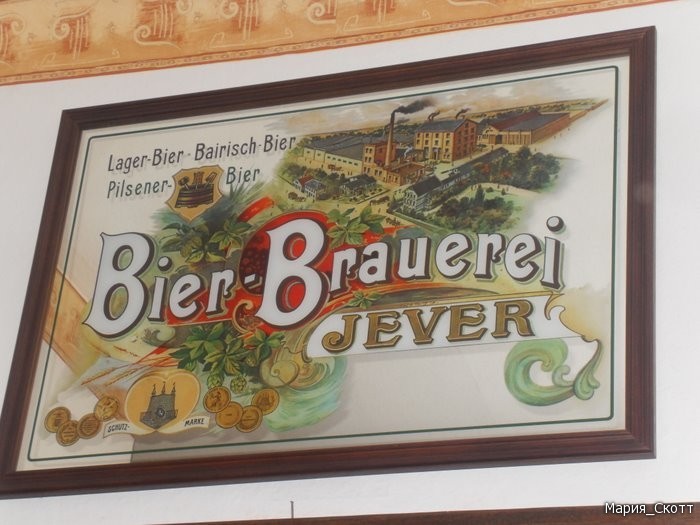 Lager-Bier - Bairisch-Bier
Pilsener- Bier
Bier-Brauerei
JEVER
SCHUTZ- MARKE
Мария_Скотт